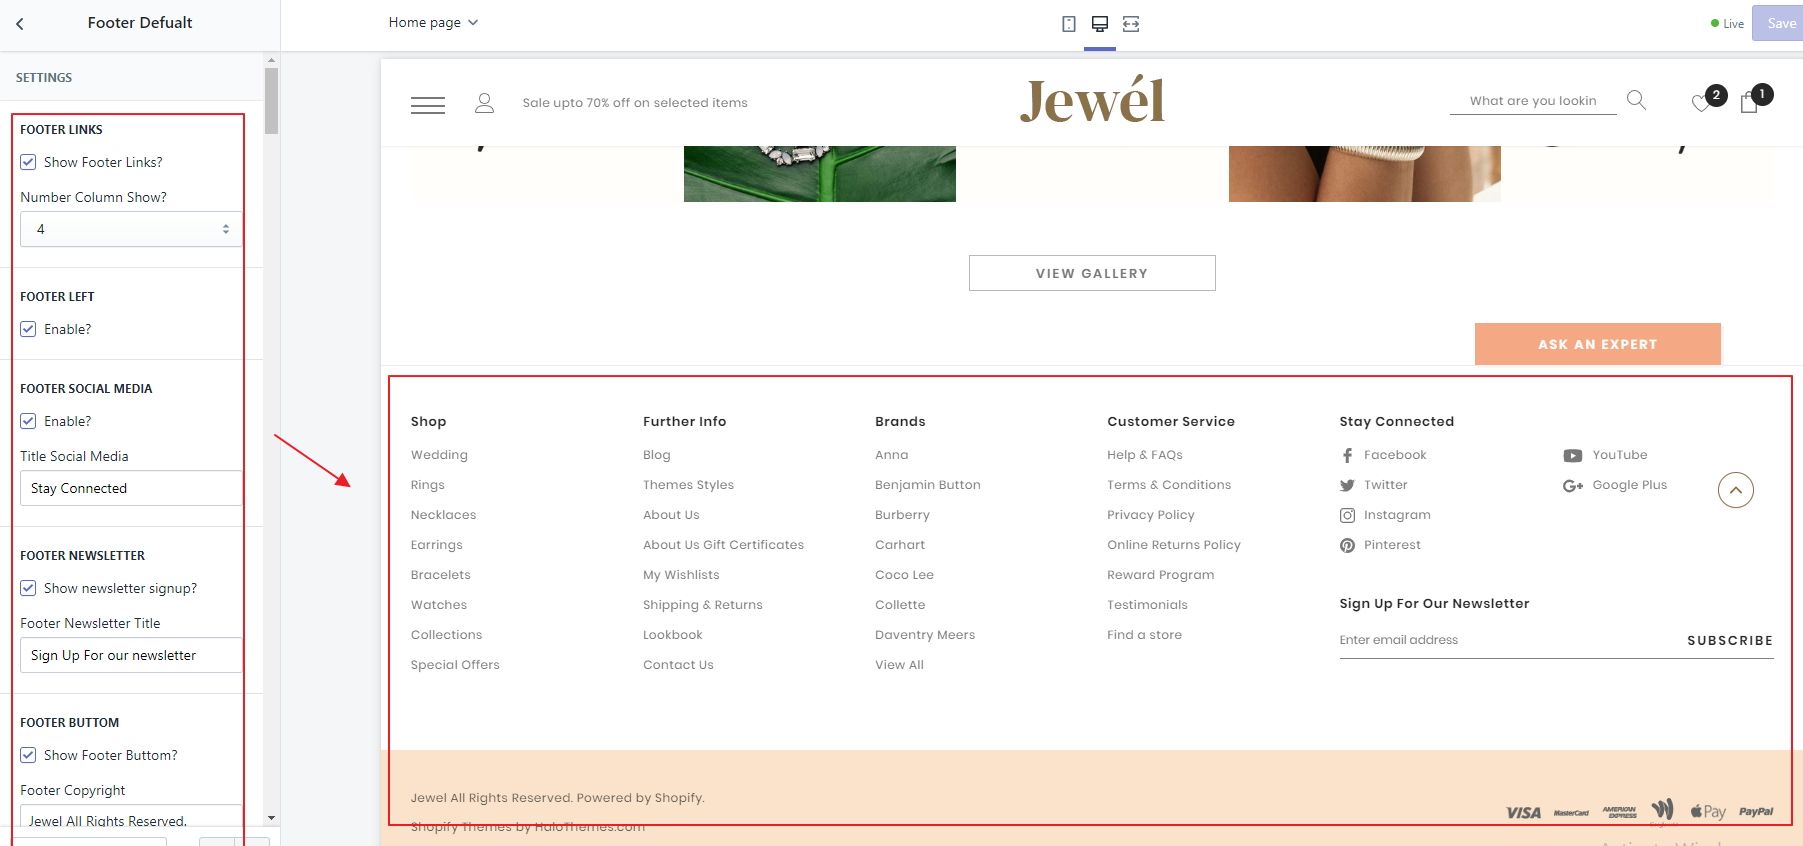 Footer Defualt
Home page
Live
Save
SETTINGS
FOOTER LINKS
Show Footer Links?
Number Column Show?
4
FOOTER LEFT
Enable?
FOOTER SOCIAL MEDIA
Enable?
Title Social Media
Stay Connected
FOOTER NEWSLETTER
Show newsletter signup?
Footer Newsletter Title
Sign Up For our newsletter
FOOTER BUTTOM
Show Footer Buttom?
Footer Copyright
Jewel All Rights Reserved.
Sale upto 70% off on selected items
Jewél
What are you lookin
2
1
VIEW GALLERY
ASK AN EXPERT
Shop
Wedding
Rings
Necklaces
Earrings
Bracelets
Watches
Collections
Special Offers
Further Info
Blog
Themes Styles
About Us
About Us Gift Certificates
My Wishlists
Shipping & Returns
Lookbook
Contact Us
Brands
Anna
Benjamin Button
Burberry
Carhart
Coco Lee
Collette
Daventry Meers
View All
Customer Service
Help & FAQs
Terms & Conditions
Privacy Policy
Online Returns Policy
Reward Program
Testimonials
Find a store
Stay Connected
Facebook
Twitter
Instagram
Pinterest
YouTube
Google Plus
Sign Up For Our Newsletter
Enter email address
SUBSCRIBE
Jewel All Rights Reserved. Powered by Shopify.
Shopify Themes by HaloThemes.com
VISA
MasterCard
AMERICAN EXPRESS
Pay
PayPal